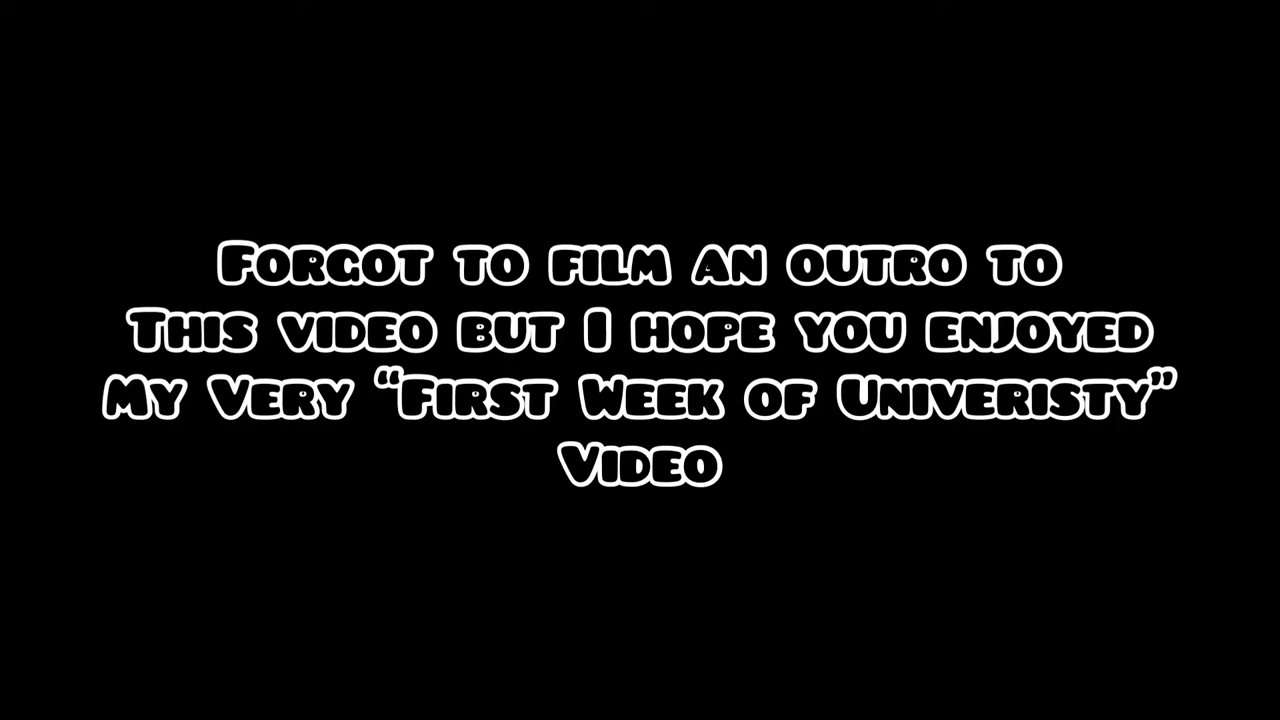 Forgot to film an outro to
This video but I hope you enjoyed
My Very “First Week of Univeristy”
Video